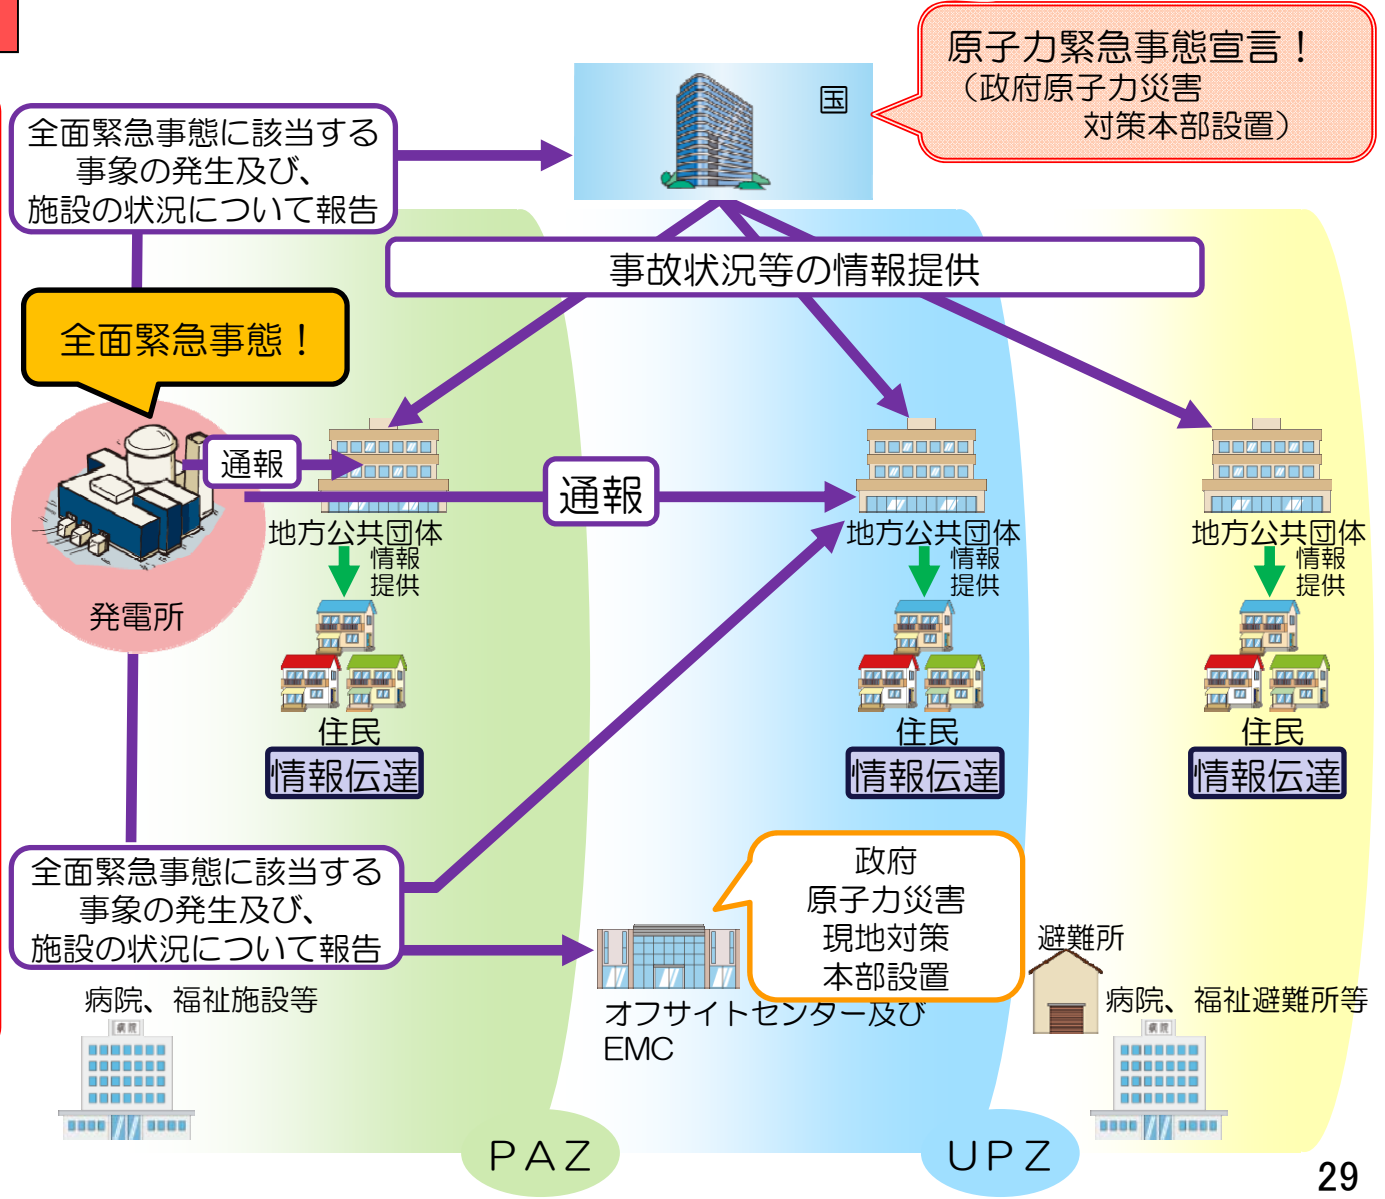 原子力緊急事態宣言！
（政府原子力災害
対策本部設置）
国
全面緊急事態に該当する
事象の発生及び、
施設の状況について報告
事故状況等の情報提供
全面緊急事態！
通報
通報
発電所
地方公共団体
情報
提供
住民
情報伝達
地方公共団体
情報
提供
住民
情報伝達
地方公共団体
情報
提供
住民
情報伝達
全面緊急事態に該当する
事象の発生及び、
施設の状況について報告
政府
原子力災害
現地対策
本部設置
オフサイトセンター及び
EMC
避難所
病院、福祉施設等
病院
病院、福祉避難所等
病院
ＰＡＺ
ＵＰＺ
29